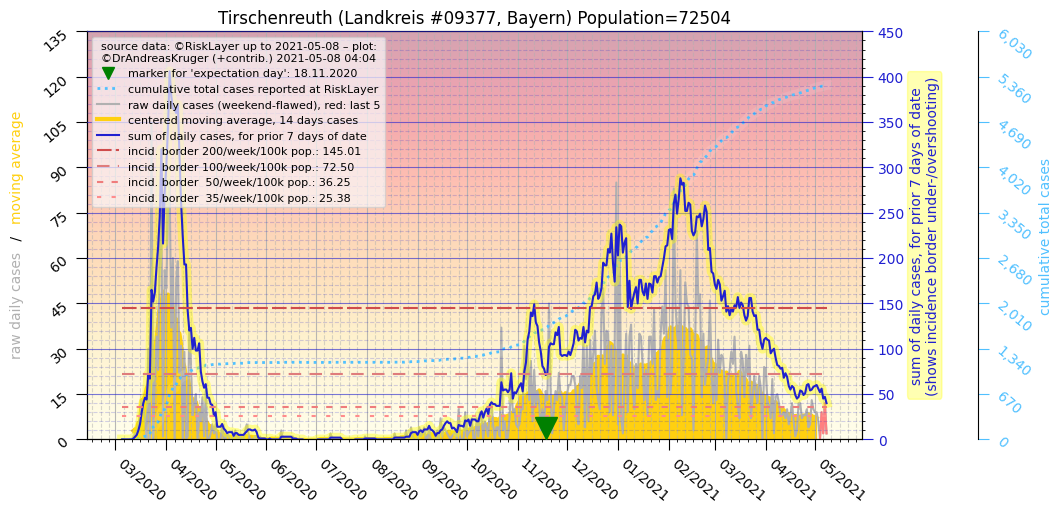 Tirschenreuth (Landkreis #09377, Bayern) Population=72504
source data: ©RiskLayer up to 2021-05-08 – plot:
©DrAndreasKruger (+contrib.) 2021-05-08 04:04
marker for 'expectation day': 18.11.2020
cumulative total cases reported at RiskLayer
raw daily cases (weekend-flawed), red: last 5
centered moving average, 14 days cases
sum of daily cases, for prior 7 days of date
incid. border 200/week/100k pop.: 145.01
incid. border 100/week/100k pop.: 72.50
incid. border  50/week/100k pop.: 36.25
incid. border  35/week/100k pop.: 25.38
raw daily cases / moving average
135
120
105
90
75
60
45
30
15
0
03/2020
04/2020
05/2020
06/2020
07/2020
08/2020
09/2020
10/2020
11/2020
12/2020
01/2021
02/2021
03/2021
04/2021
05/2021
450
400
350
300
250
200
150
100
50
0
sum of daily cases, for prior 7 days of date
(shows incidence border under-/overshooting)
6,030
5,360
4,690
4,020
3,350
2,680
2,010
1,340
670
0
cumulative total cases